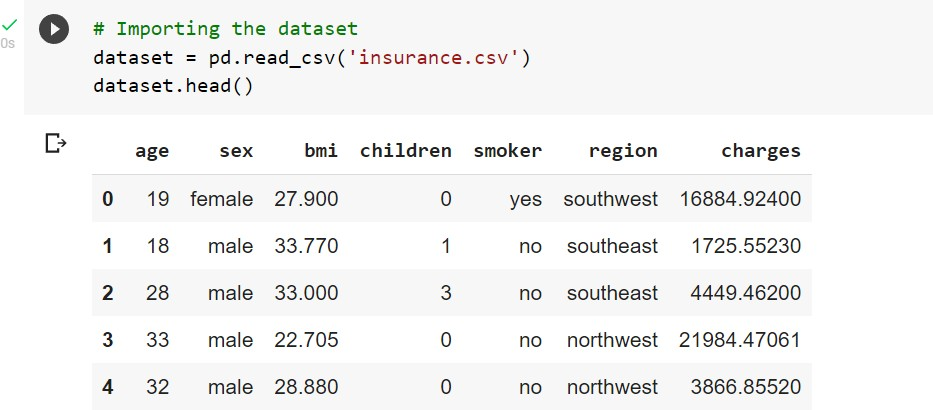 # Importing the dataset
dataset = pd.read_csv('insurance.csv')
0s
dataset.head()
age sex bmi children smoker region charges
0 19 female 27.900 0 yes southwest 16884.92400
1 18 male 33.770 1 no southeast 1725.55230
2 28 male 33.000 3 no southeast 4449.46200
3 33 male 22.705 0 no northwest 21984.47061
4 32 male 28.880 0 no northwest 3866.85520